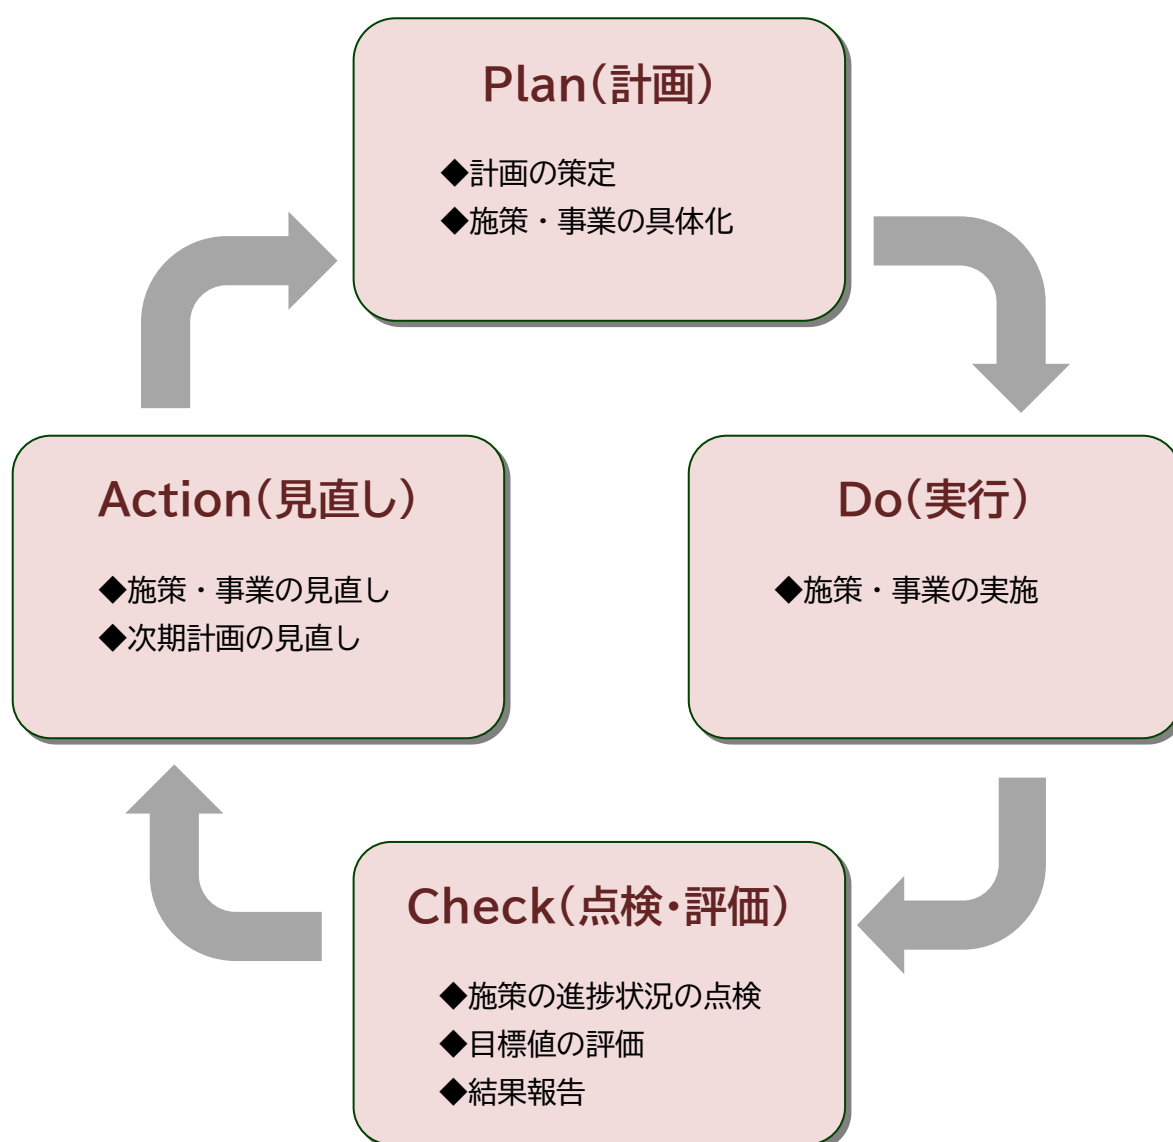 Plan(計画)
◆計画の策定
◆施策・事業の具体化
Action(見直し)
◆施策・事業の見直し
◆次期計画の見直し
Do(実行)
◆施策・事業の実施
Check(点検・評価)
◆施策の進捗状況の点検
◆目標値の評価
◆結果報告